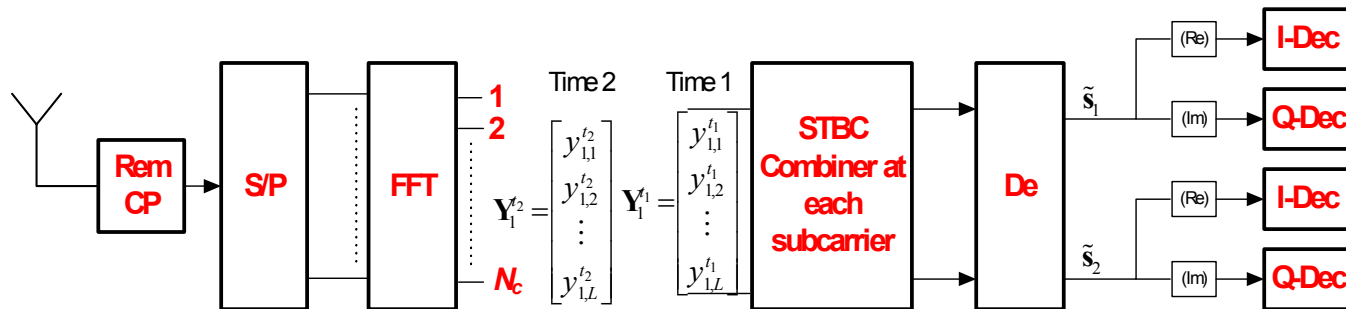 Rem
CP
S/P
FFT
1
2
N_c
Time 2
Y_1^{t_2} = [ y_{1,1}^{t_2} y_{1,2}^{t_2} ⋮ y_{1,L}^{t_2} ]
Time 1
Y_1^{t_1} = [ y_{1,1}^{t_1} y_{1,2}^{t_1} ⋮ y_{1,L}^{t_1} ]
STBC
Combiner at
each
subcarrier
De
s̃_1
(Re)
I-Dec
(Im)
Q-Dec
s̃_2
(Re)
I-Dec
(Im)
Q-Dec